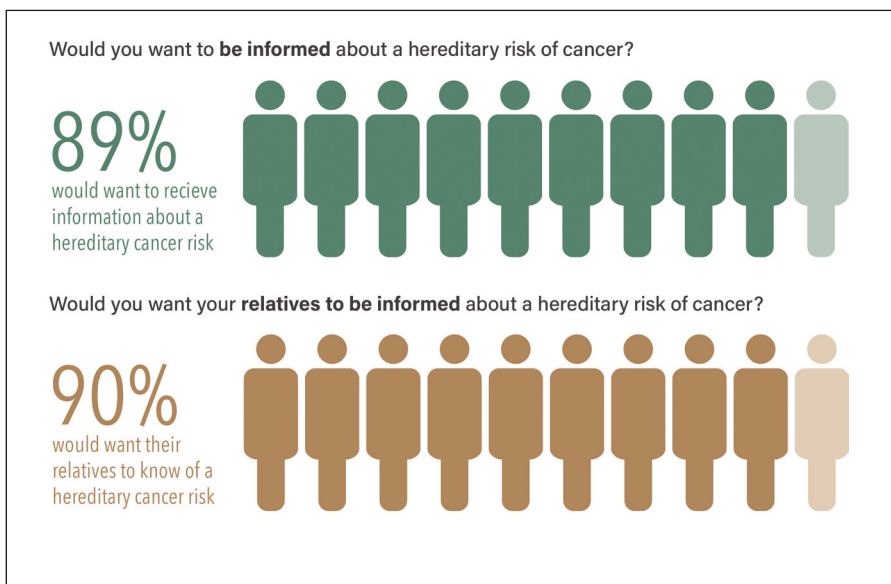 Would you want to be informed about a hereditary risk of cancer?
89%
would want to recieve
information about a
hereditary cancer risk
Would you want your relatives to be informed about a hereditary risk of cancer?
90%
would want their
relatives to know of a
hereditary cancer risk